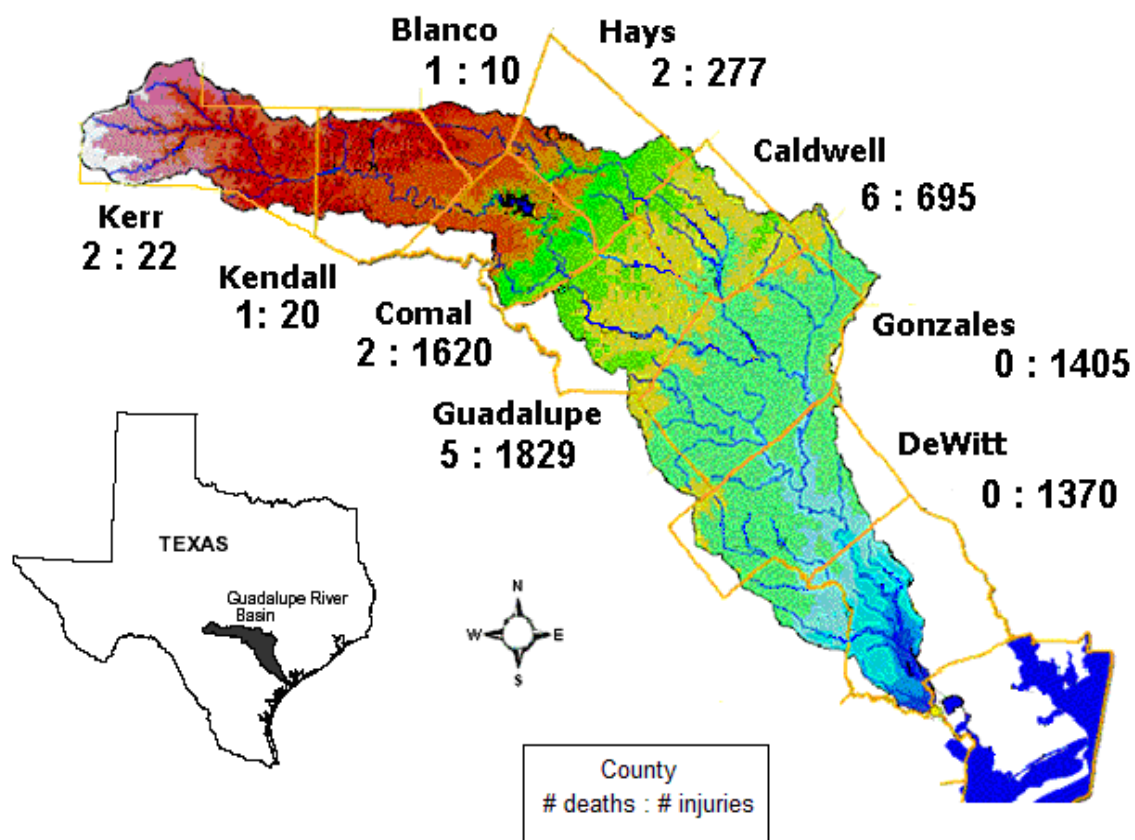 Blanco
1 : 10
Hays
2 : 277
Caldwell
6 : 695
Kerr
2 : 22
Kendall
1: 20
Comal
2 : 1620
Gonzales
0 : 1405
Guadalupe
5 : 1829
DeWitt
0 : 1370
TEXAS
Guadalupe River
Basin
N
W
E
S
County
# deaths : # injuries